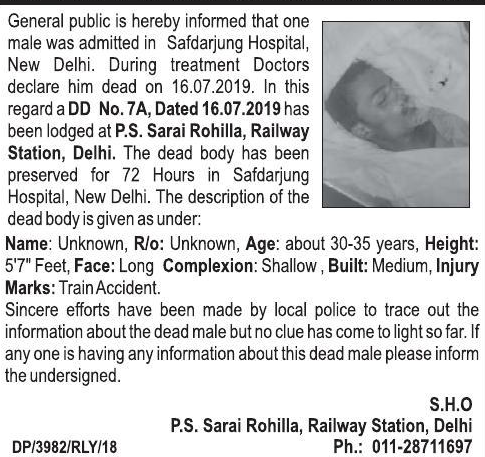 General public is hereby informed that one
male was admitted in Safdarjung Hospital,
New Delhi. During treatment Doctors
declare him dead on 16.07.2019. In this
regard a DD No. 7A, Dated 16.07.2019 has
been lodged at P.S. Sarai Rohilla, Railway
Station, Delhi. The dead body has been
preserved for 72 Hours in Safdarjung
Hospital, New Delhi. The description of the
dead body is given as under:
Name: Unknown, R/o: Unknown, Age: about 30-35 years, Height:
5'7" Feet, Face: Long Complexion: Shallow , Built: Medium, Injury
Marks: Train Accident.
Sincere efforts have been made by local police to trace out the
information about the dead male but no clue has come to light so far. If
any one is having any information about this dead male please inform
the undersigned.
S.H.O
P.S. Sarai Rohilla, Railway Station, Delhi
DP/3982/RLY/18 Ph.: 011-28711697